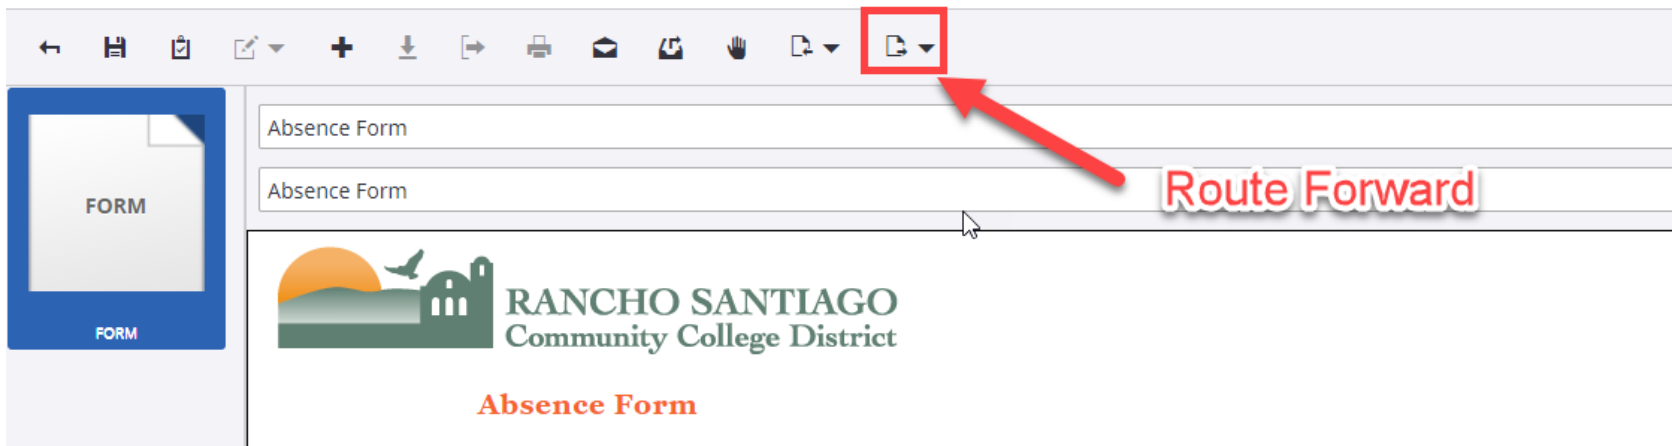 Absence Form
Absence Form
Route Forward
FORM
FORM
RANCHO SANTIAGO
Community College District
Absence Form